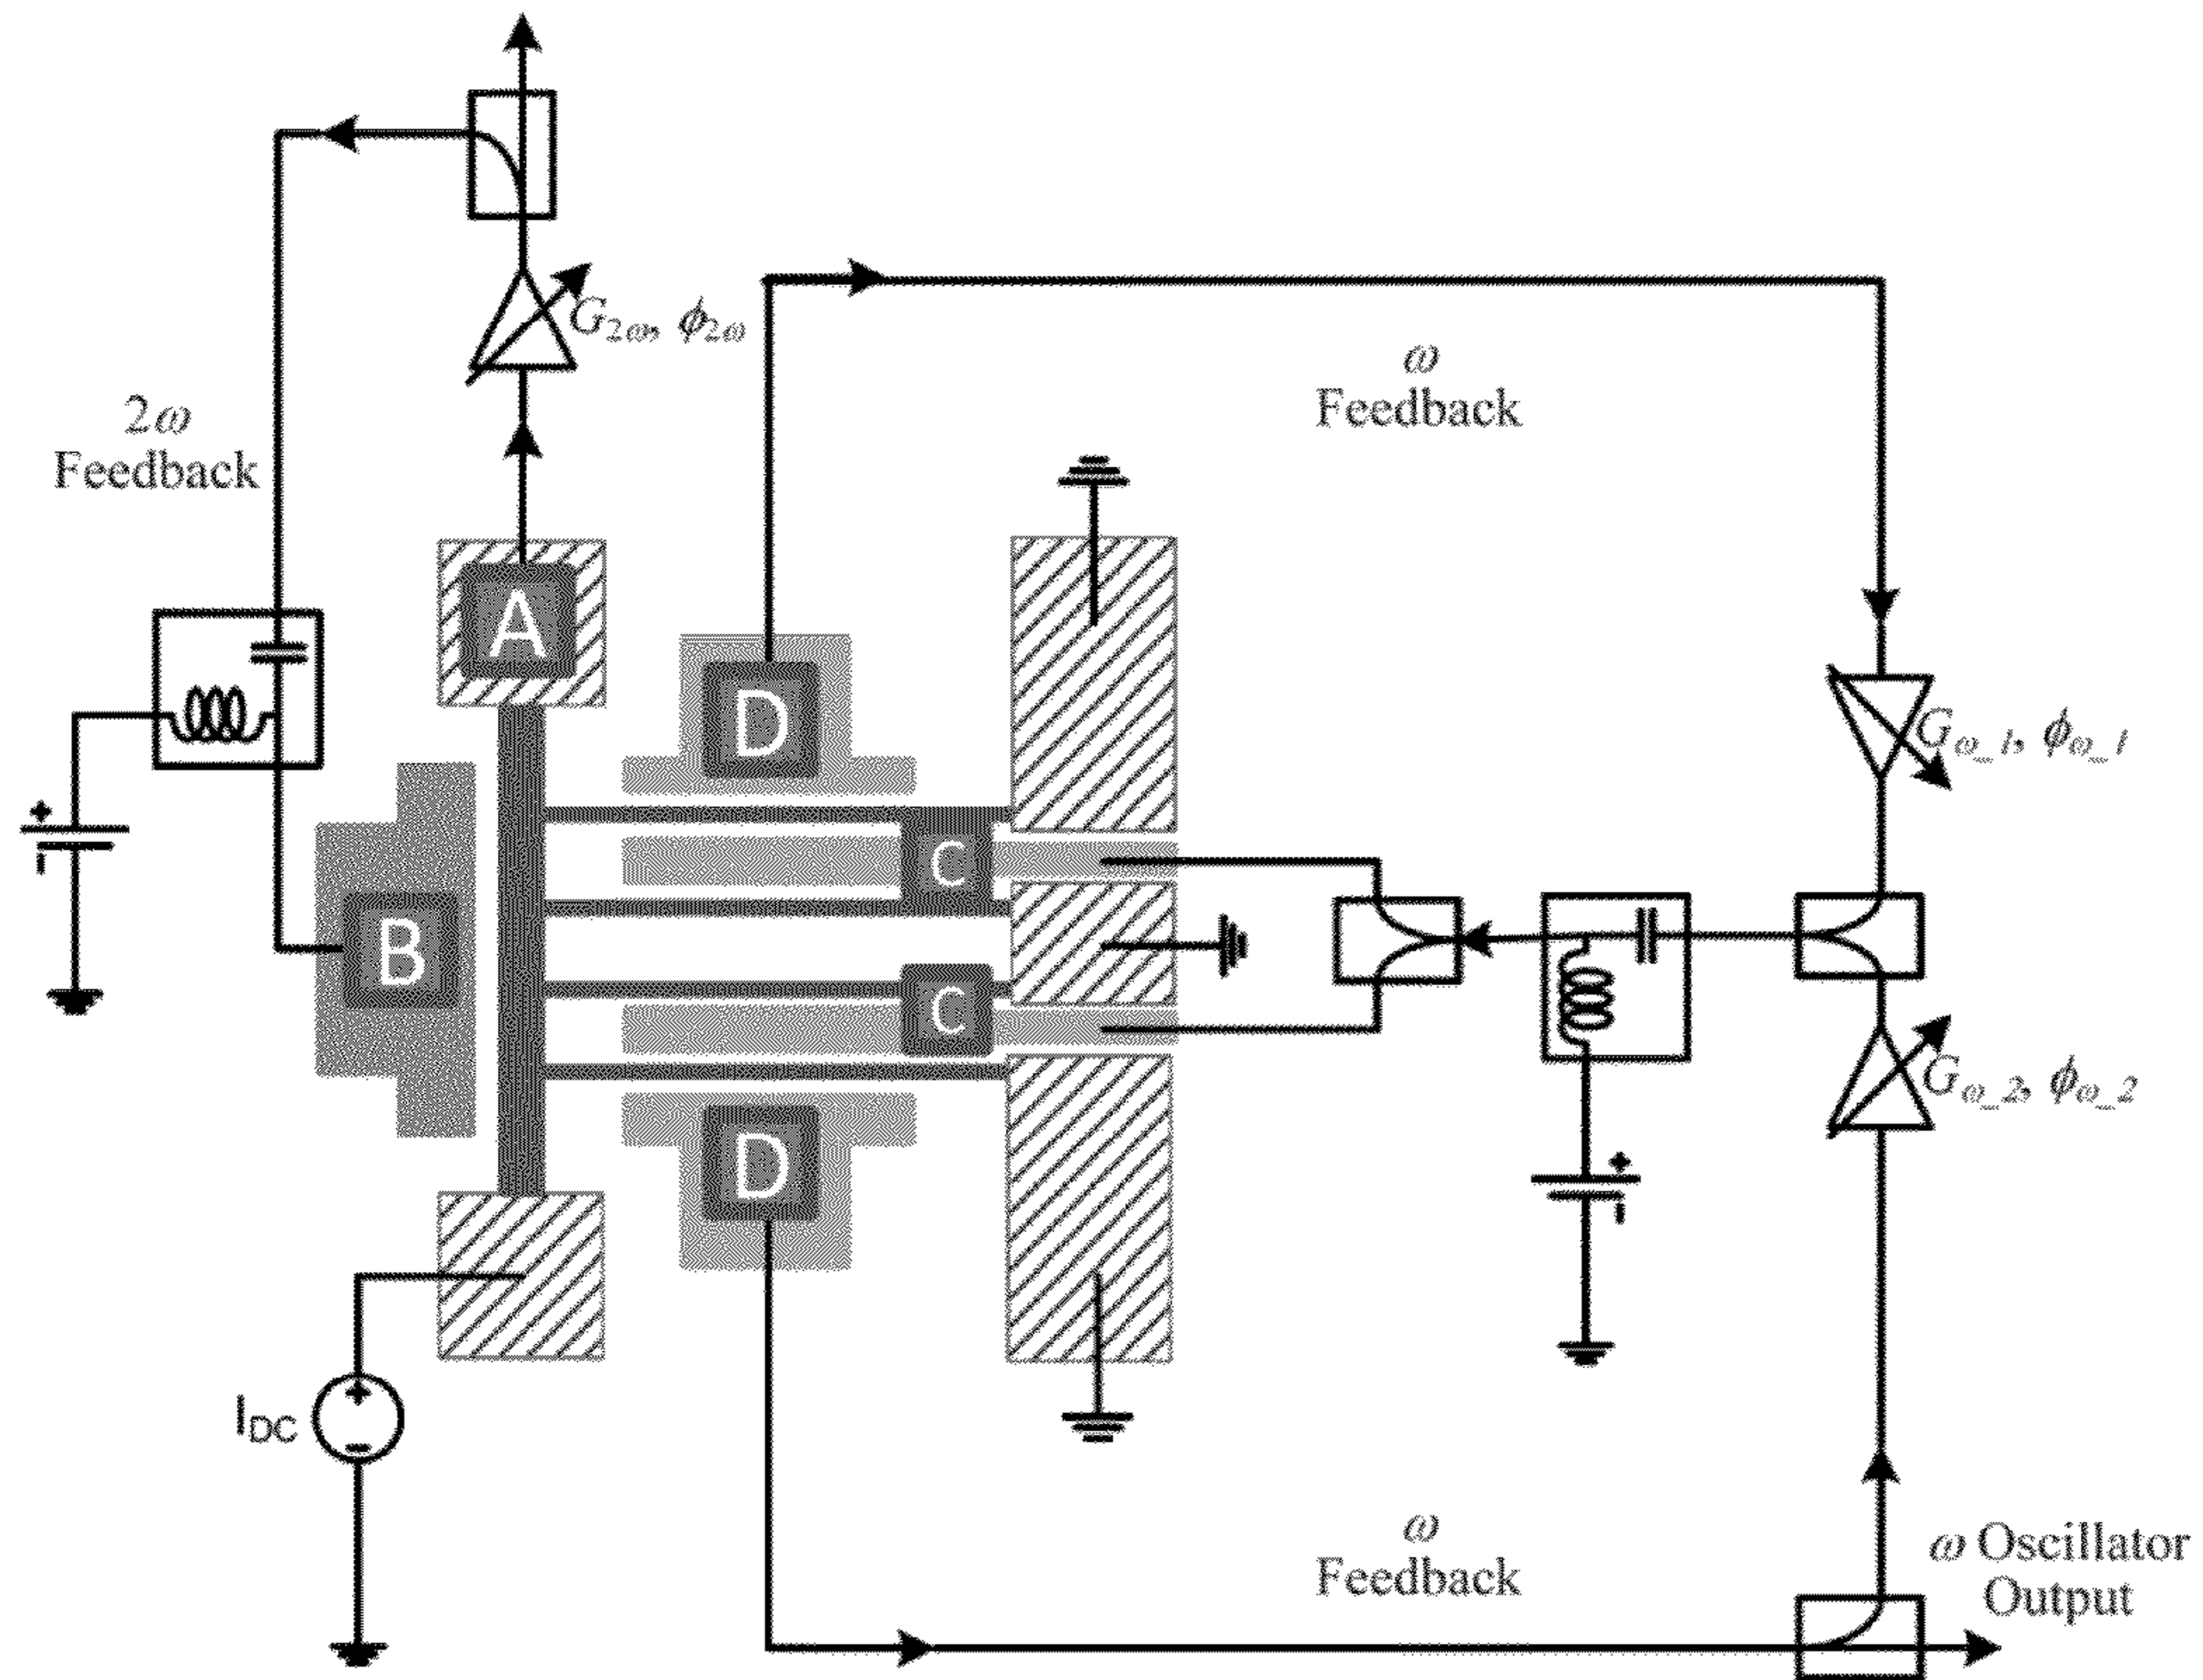 G2ω, ϕ2ω
2ω
Feedback
ω
Feedback
A
D
Gω_1, ϕω_1
+
C
B
C
Gω_2, ϕω_2
D
+
IDC
+
-
ω
Feedback
ω Oscillator
Output